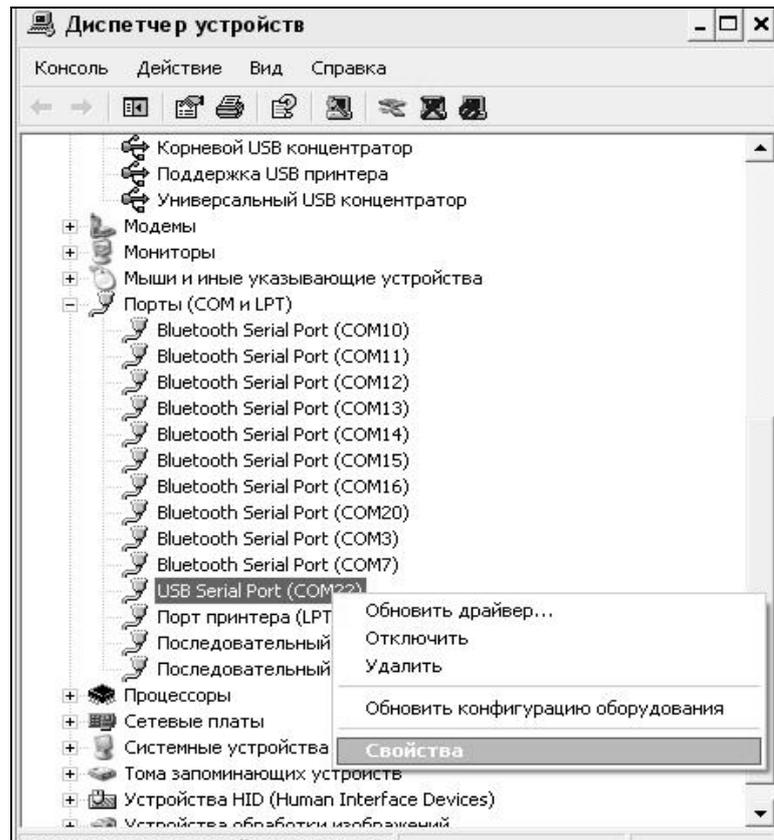 Диспетчер устройств
Консоль Действие Вид Справка
Корневой USB концентратор
Поддержка USB принтера
Универсальный USB концентратор
Модемы
Мониторы
Мыши и иные указывающие устройства
Порты (COM и LPT)
Bluetooth Serial Port (COM10)
Bluetooth Serial Port (COM11)
Bluetooth Serial Port (COM12)
Bluetooth Serial Port (COM13)
Bluetooth Serial Port (COM14)
Bluetooth Serial Port (COM15)
Bluetooth Serial Port (COM16)
Bluetooth Serial Port (COM20)
Bluetooth Serial Port (COM3)
Bluetooth Serial Port (COM7)
USB Serial Port (COM22)
Порт принтера (LPT
Последовательный
Последовательный
Обновить драйвер...
Отключить
Удалить
Обновить конфигурацию оборудования
Свойства
Процессоры
Сетевые платы
Системные устройства
Тома запоминающих устройств
Устройства HID (Human Interface Devices)
Устройства обработки изображений